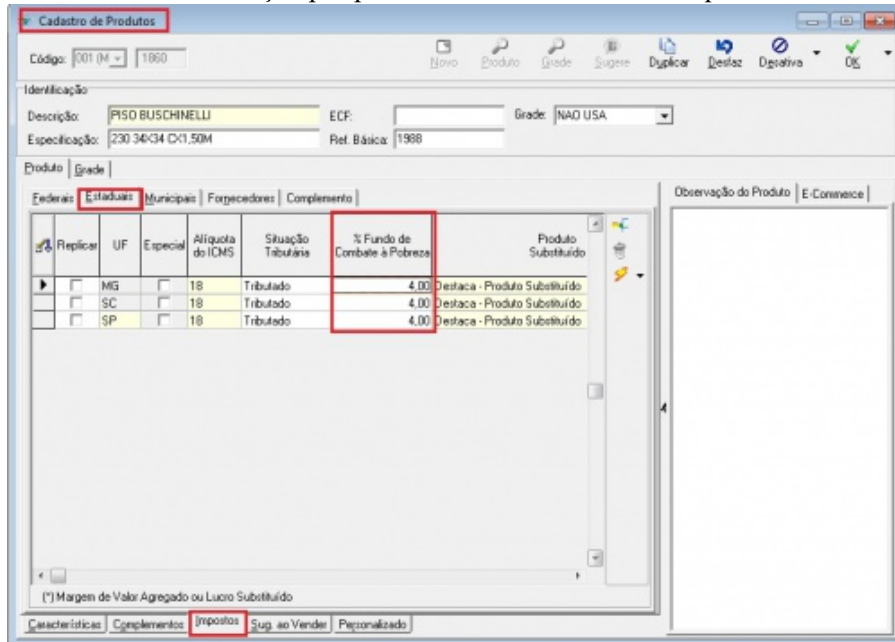 Cadastro de Produtos
Código: 001 (M 1860 Novo Produto Grade Sugere Duplicar Desfaz Desativa OK
Identificação
Descrição: PISO BUSCHINELLI ECF: Grade: NAO USA
Especificação: 230 34X34 CX1,50M Ref. Básica: 1988
Produto Grade
Federais Estaduais Municipais Fornecedores Complemento Observação do Produto E-Commerce
Replicar UF Especial Alíquota do ICMS Situação Tributária % Fundo de Combate à Pobreza Produto Substituído
MG 18 Tributado 4,00 Destaca - Produto Substituído
SC 18 Tributado 4,00 Destaca - Produto Substituído
SP 18 Tributado 4,00 Destaca - Produto Substituído
(*) Margem de Valor Agregado ou Lucro Substituído
Características Complementos Impostos Sug. ao Vender Personalizado